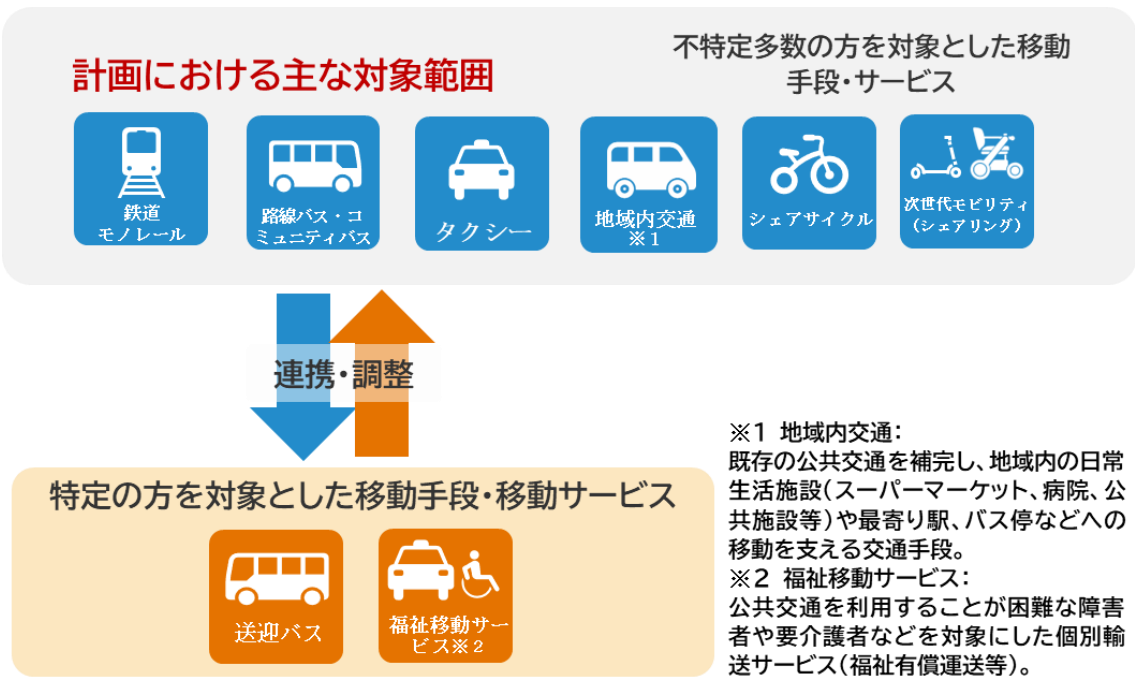 計画における主な対象範囲
不特定多数の方を対象とした移動
手段・サービス
鉄道
モノレール
路線バス・コ
ミュニティバス
タクシー
地域内交通
※1
シェアサイクル
次世代モビリティ
（シェアリング）
連携・調整
特定の方を対象とした移動手段・移動サービス
送迎バス
福祉移動サー
ビス※2
※1 地域内交通：
既存の公共交通を補完し、地域内の日常
生活施設（スーパーマーケット、病院、公
共施設等）や最寄り駅、バス停などへの
移動を支える交通手段。
※2 福祉移動サービス：
公共交通を利用することが困難な障害
者や要介護者などを対象にした個別輸
送サービス（福祉有償運送等）。